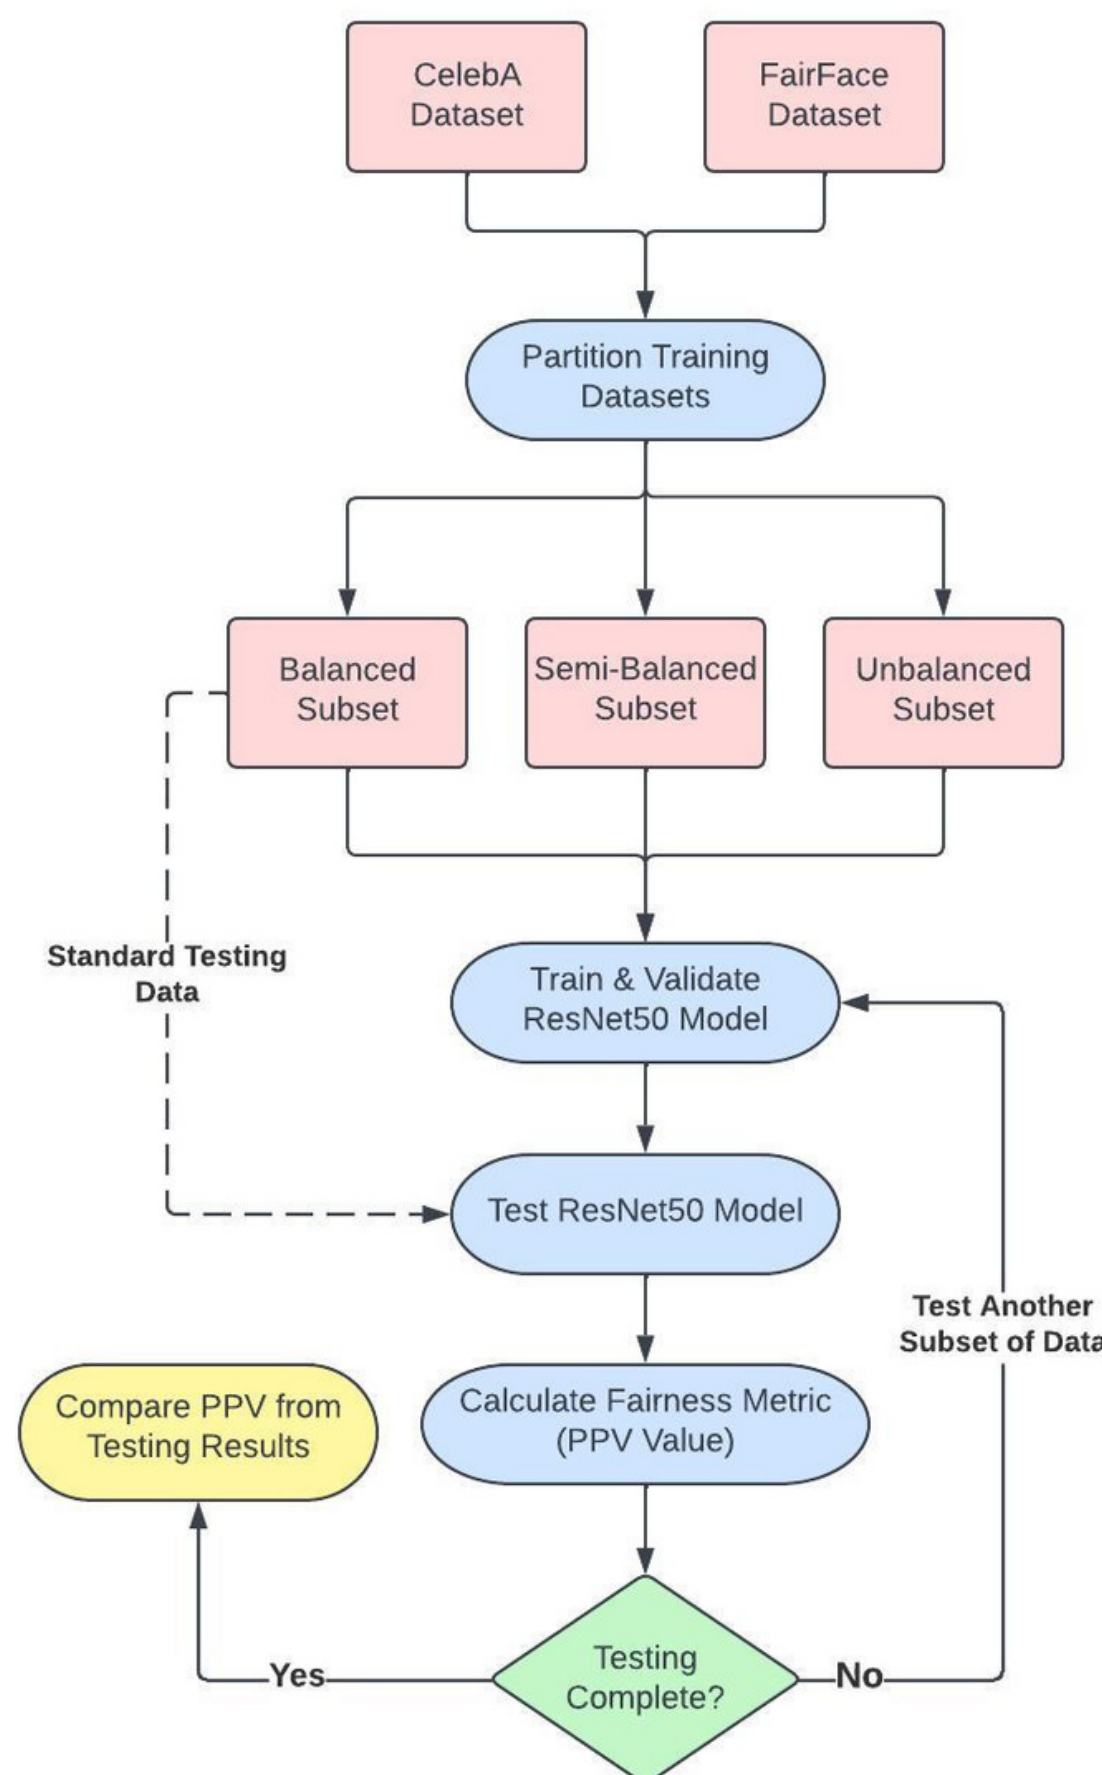 CelebA
Dataset
FairFace
Dataset
Partition Training
Datasets
Balanced
Subset
Semi-Balanced
Subset
Unbalanced
Subset
Standard Testing
Data
Train & Validate
ResNet50 Model
Test ResNet50 Model
Test Another
Subset of Data
Compare PPV from
Testing Results
Calculate Fairness Metric
(PPV Value)
Testing
Complete?
Yes
No